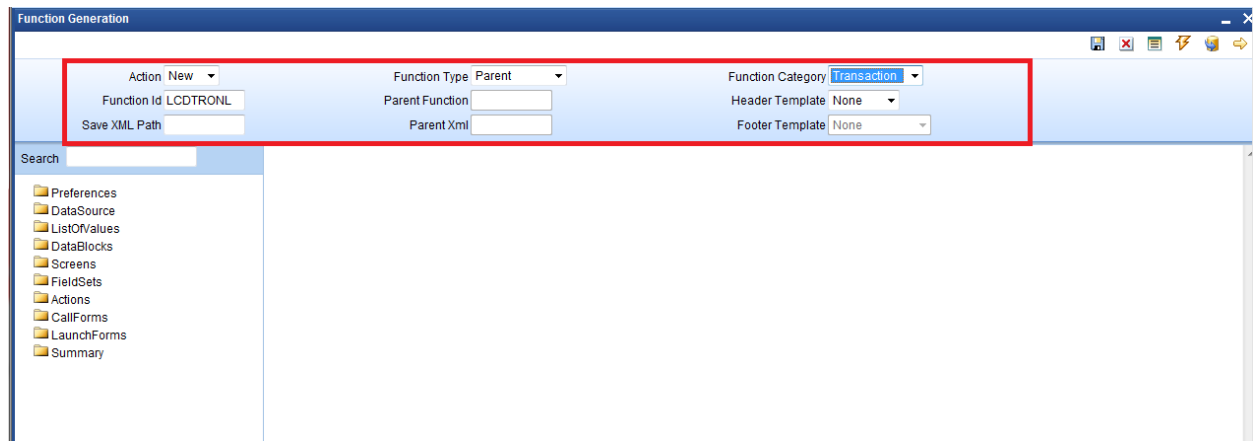 Function Generation
Action New Function Type Parent Function Category Transaction
Function Id LCDTRONL Parent Function Header Template None
Save XML Path Parent Xml Footer Template None
Search
Preferences
DataSource
ListOfValues
DataBlocks
Screens
FieldSets
Actions
CallForms
LaunchForms
Summary